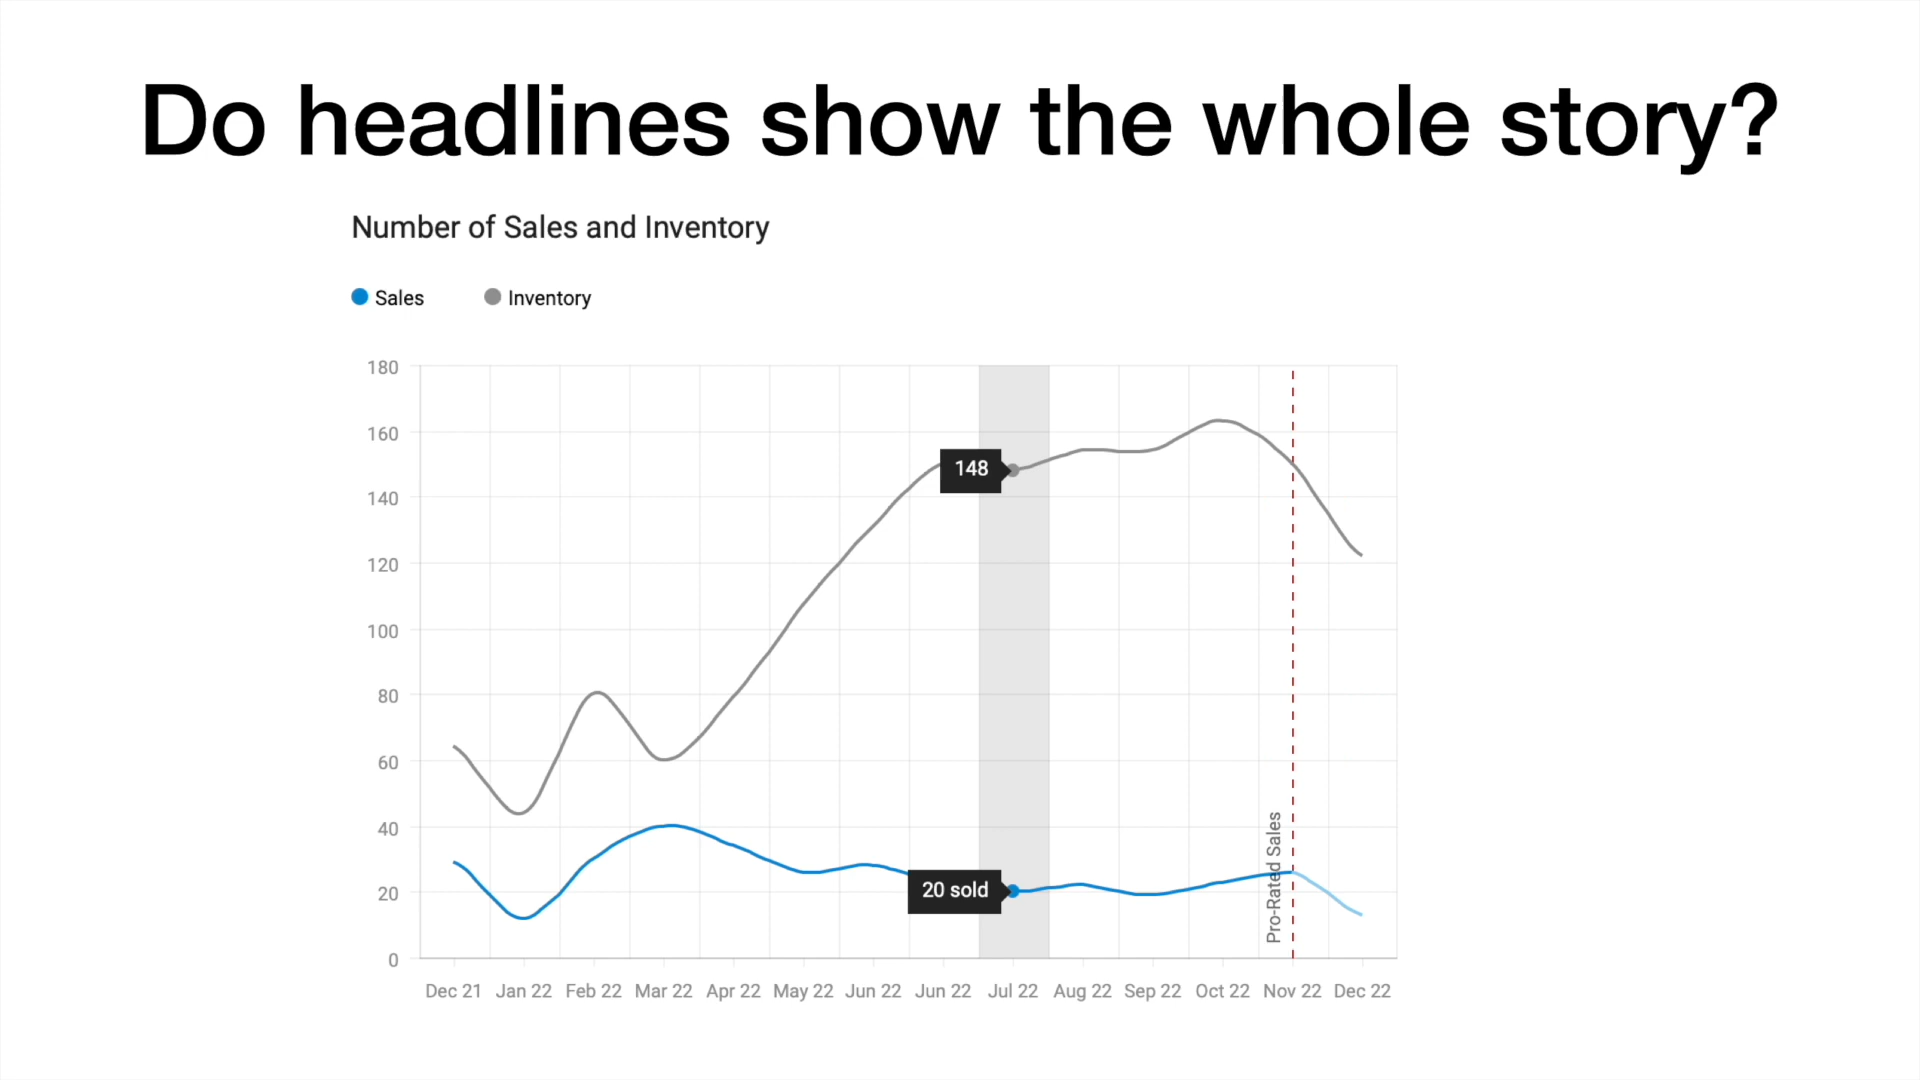 Do headlines show the whole story?
Number of Sales and Inventory
Sales Inventory
180
160
140
120
100
80
60
40
20
0
148
20 sold
Pro-Rated Sales
Dec 21 Jan 22 Feb 22 Mar 22 Apr 22 May 22 Jun 22 Jun 22 Jul 22 Aug 22 Sep 22 Oct 22 Nov 22 Dec 22